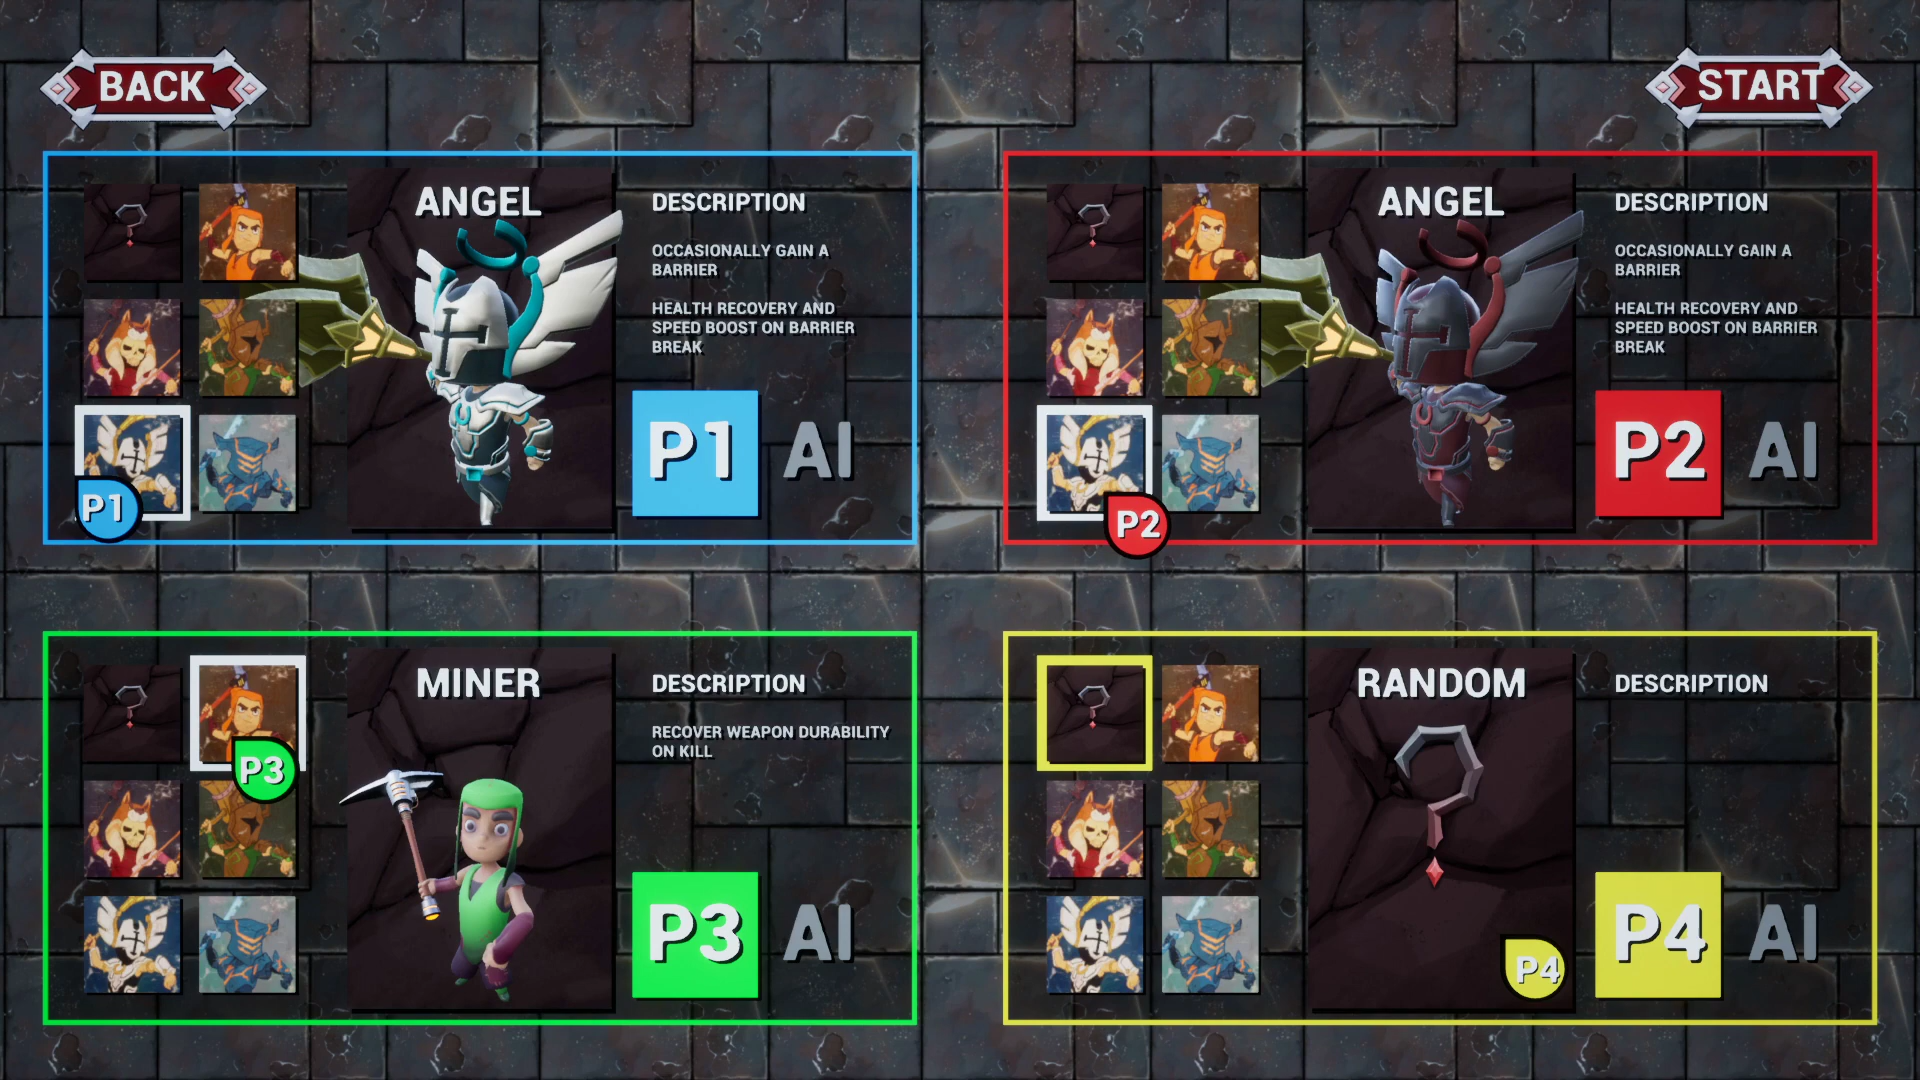 BACK
START
ANGEL
DESCRIPTION
OCCASIONALLY GAIN A
BARRIER
HEALTH RECOVERY AND
SPEED BOOST ON BARRIER
BREAK
P1
P1 AI
ANGEL
DESCRIPTION
OCCASIONALLY GAIN A
BARRIER
HEALTH RECOVERY AND
SPEED BOOST ON BARRIER
BREAK
P2
P2 AI
MINER
DESCRIPTION
RECOVER WEAPON DURABILITY
ON KILL
P3
P3 AI
RANDOM
DESCRIPTION
P4
P4 AI